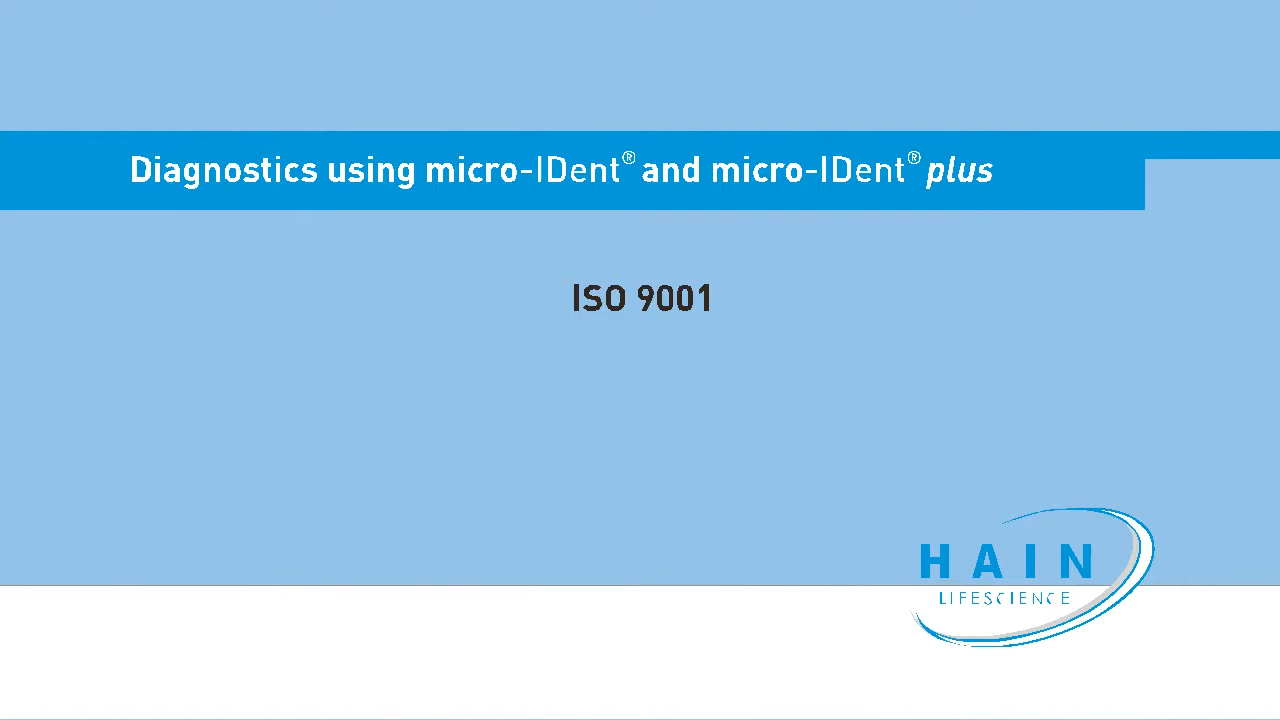 Diagnostics using micro-IDent® and micro-IDent® plus
ISO 9001
HAIN
LIFESCIENCE